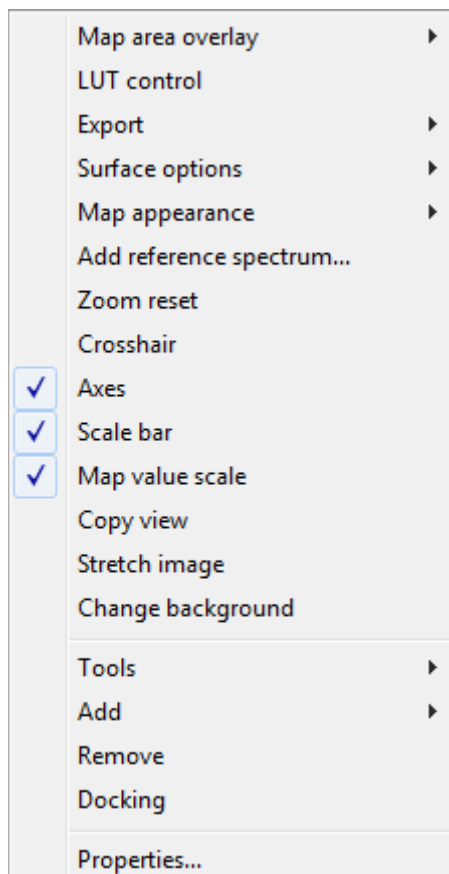 Map area overlay
LUT control
Export
Surface options
Map appearance
Add reference spectrum...
Zoom reset
Crosshair
Axes
Scale bar
Map value scale
Copy view
Stretch image
Change background
Tools
Add
Remove
Docking
Properties...